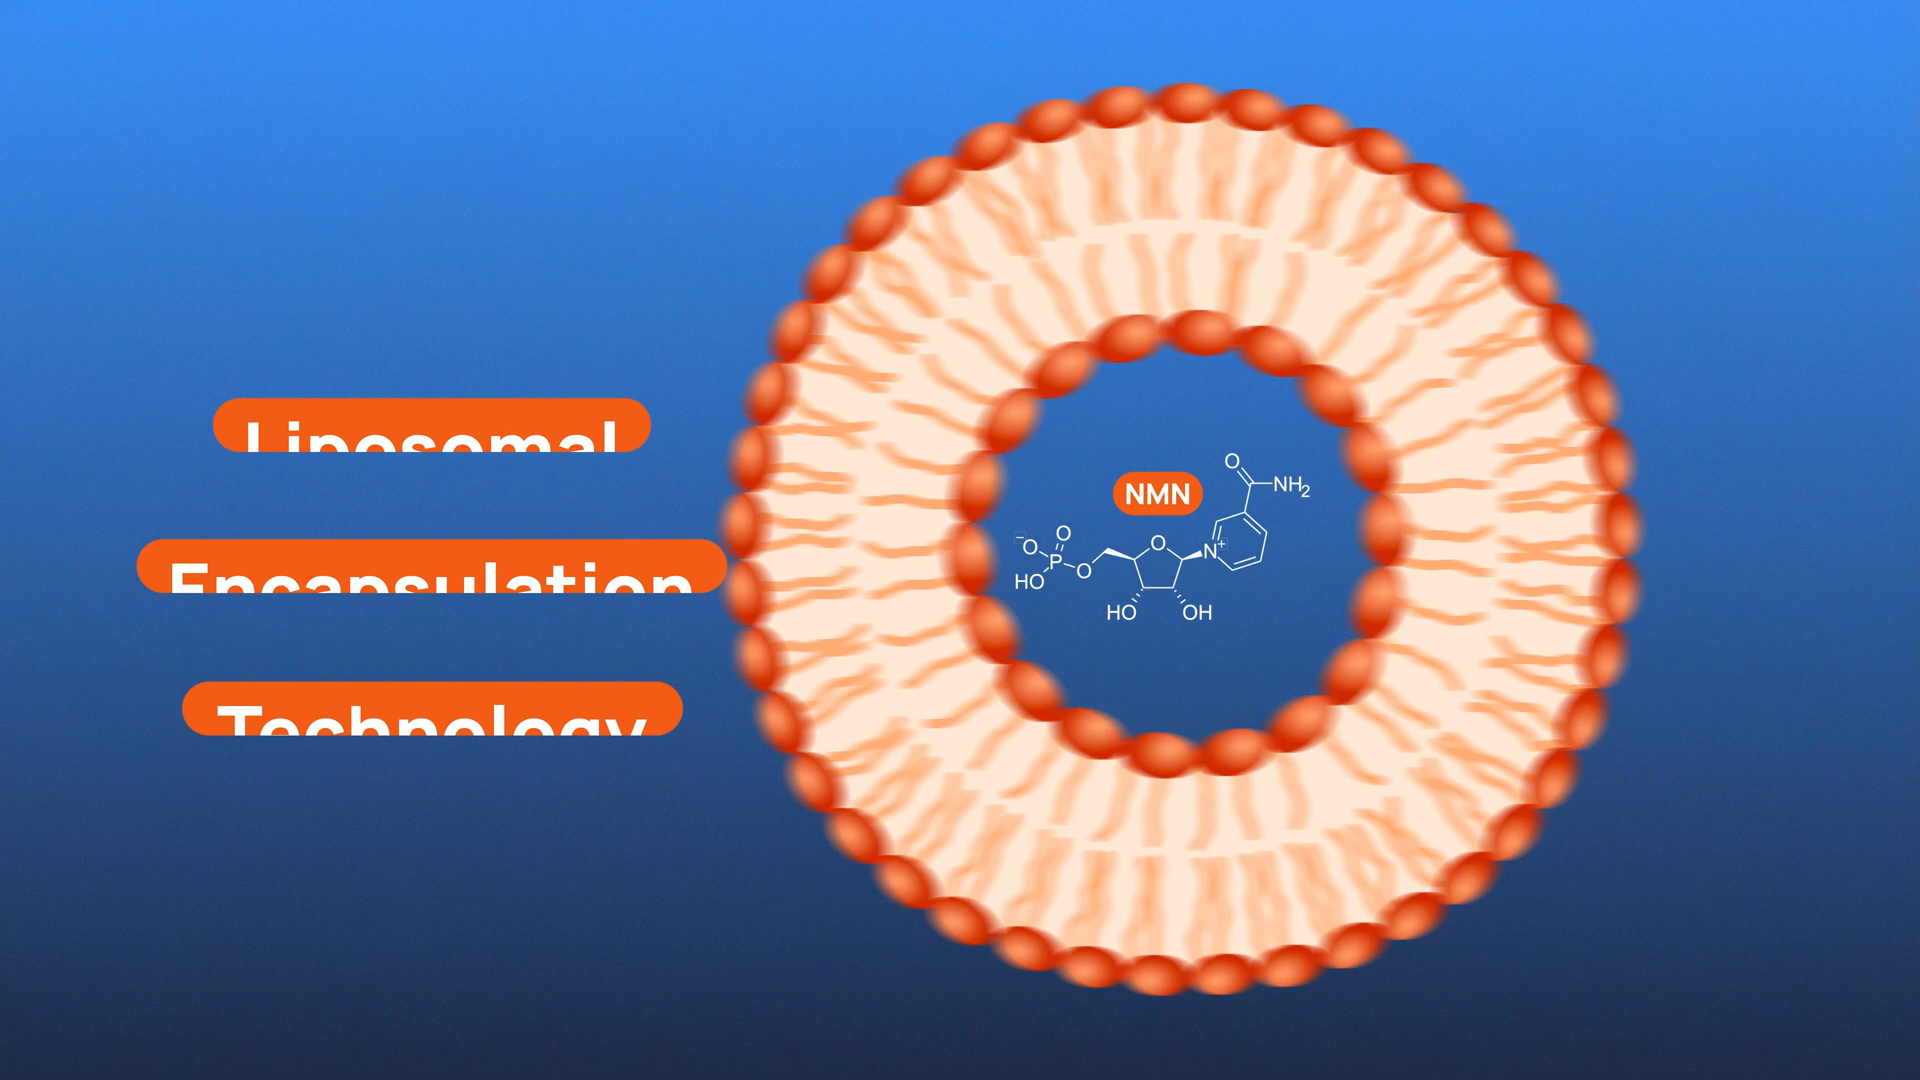 Liposomal
Encapsulation
Technology
NMN
O
NH2
N+
O
−O
O
P
O
HO
HO
OH